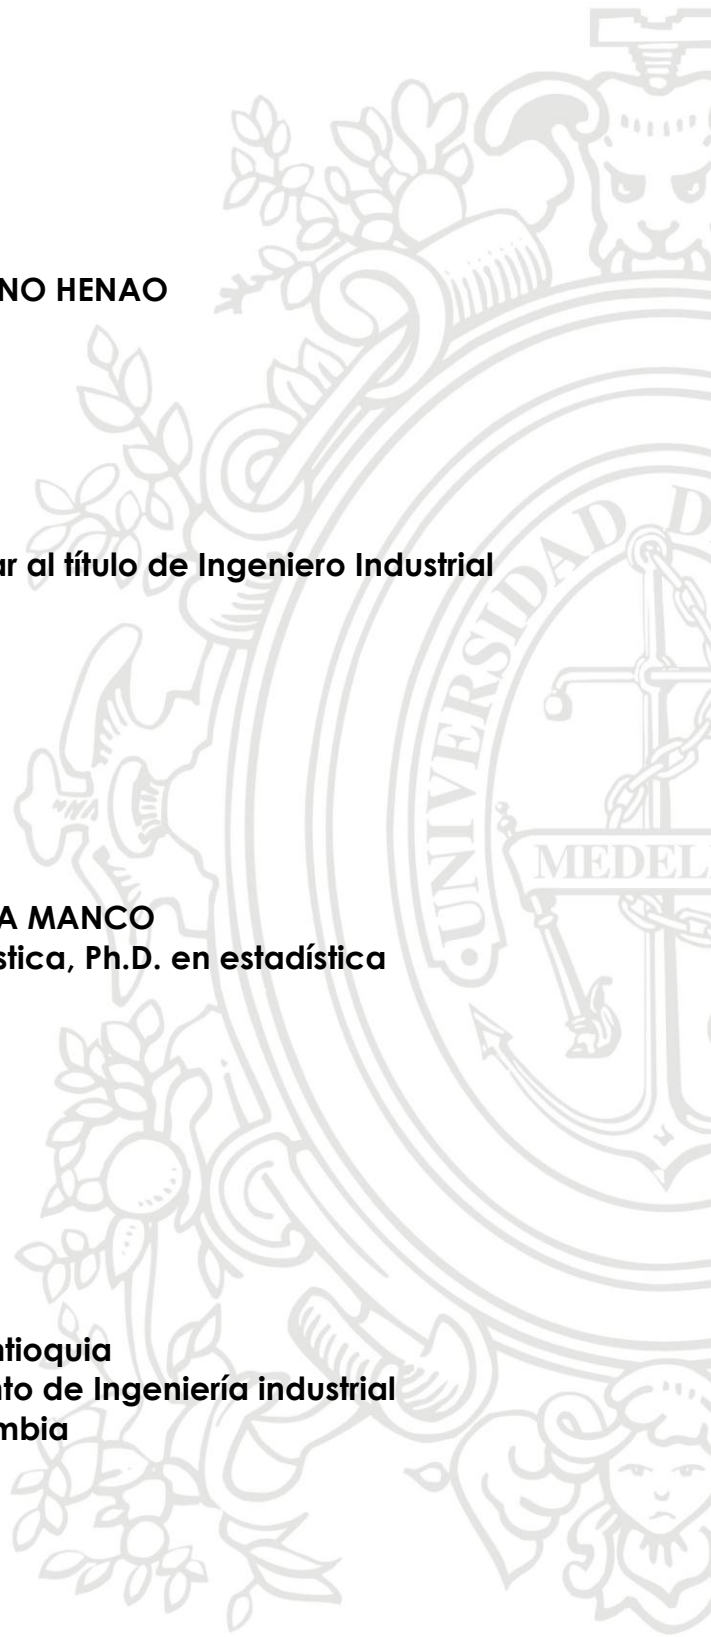 NO HENAO
ar al título de Ingeniero Industrial
UNIVERSIDAD D
MEDEL
A MANCO
stica, Ph.D. en estadística
ntioquia
nto de Ingeniería industrial
mbia